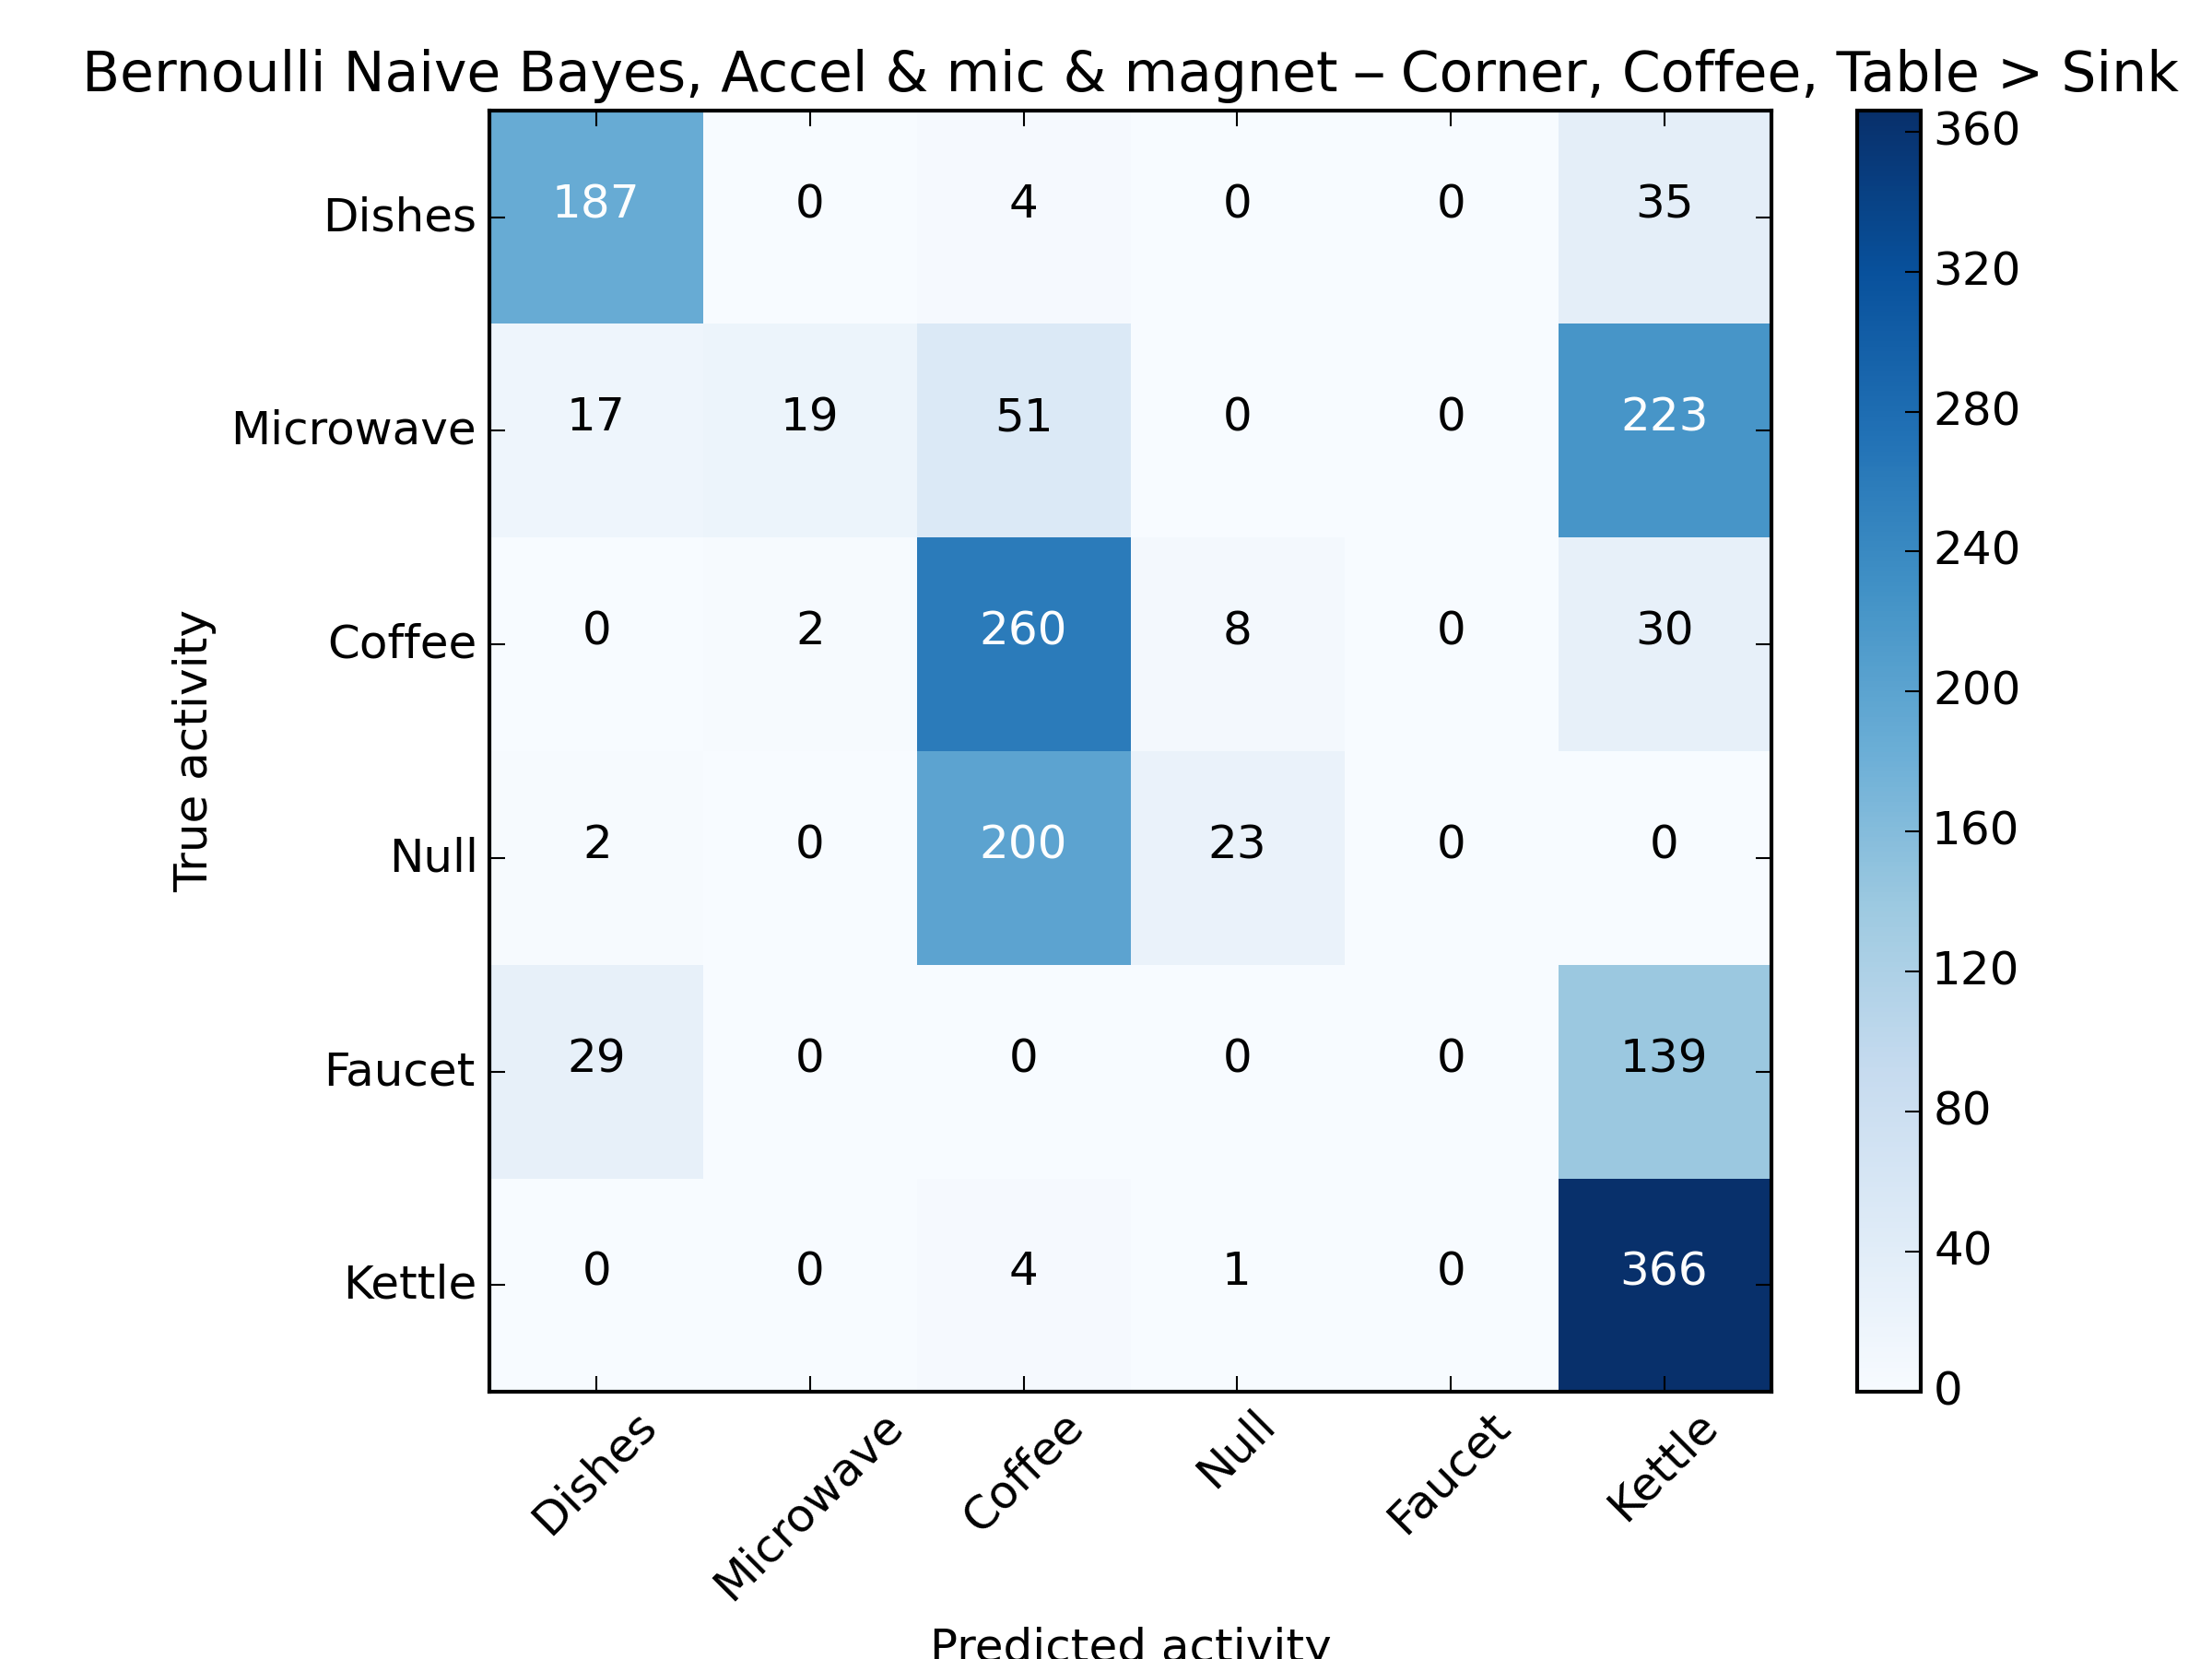 Bernoulli Naive Bayes, Accel & mic & magnet – Corner, Coffee, Table > Sink
360
Dishes 187 0 4 0 0 35
320
Microwave 17 19 51 0 0 223
280
240
Coffee 0 2 260 8 0 30
200
True activity
Null 2 0 200 23 0 0
160
120
Faucet 29 0 0 0 0 139
80
40
Kettle 0 0 4 1 0 366
0
Dishes Microwave Coffee Null Faucet Kettle
Predicted activity